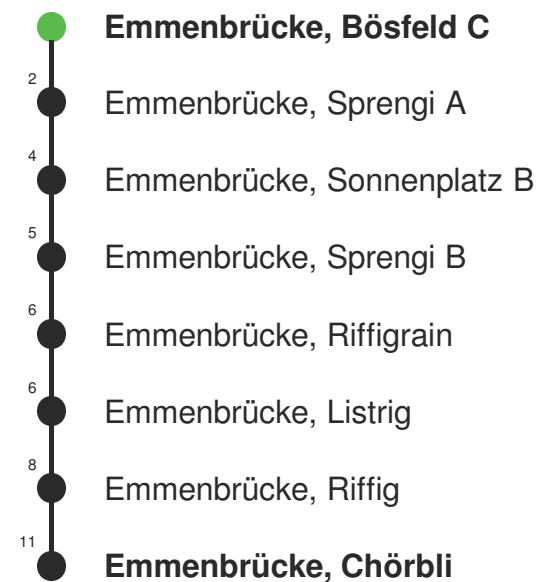 Emmenbrücke, Bösfeld C
2
Emmenbrücke, Sprengi A
4
Emmenbrücke, Sonnenplatz B
5
Emmenbrücke, Sprengi B
6
Emmenbrücke, Riffigrain
6
Emmenbrücke, Listrig
8
Emmenbrücke, Riffig
11
Emmenbrücke, Chörbli